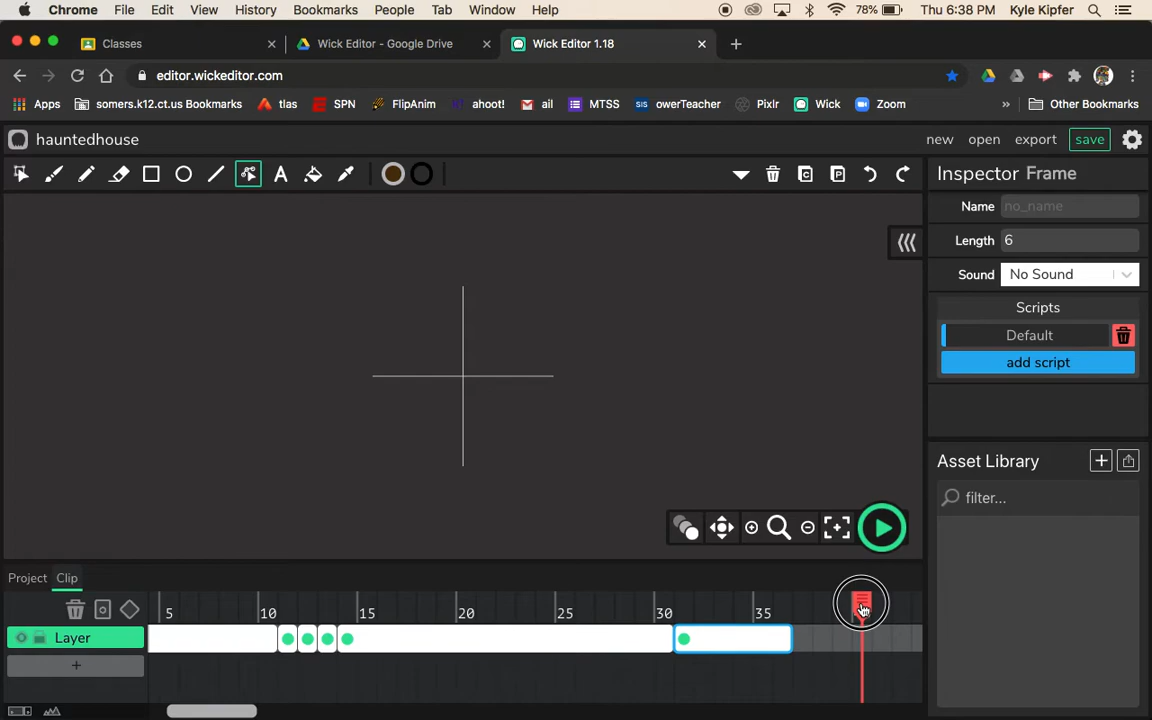 Chrome File Edit View History Bookmarks People Tab Window Help 78% Thu 6:38 PM Kyle Kipfer
Classes Wick Editor - Google Drive Wick Editor 1.18
editor.wickeditor.com
Apps somers.k12.ct.us Bookmarks tlas SPN FlipAnim ahoot! ail MTSS SIS owerTeacher Pixlr Wick Zoom » Other Bookmarks
hauntedhouse new open export save
A C P Inspector Frame
Name no_name
Length 6
Sound No Sound
Scripts
Default
add script
Asset Library
filter...
Project Clip
5 10 15 20 25 30 35
Layer
+